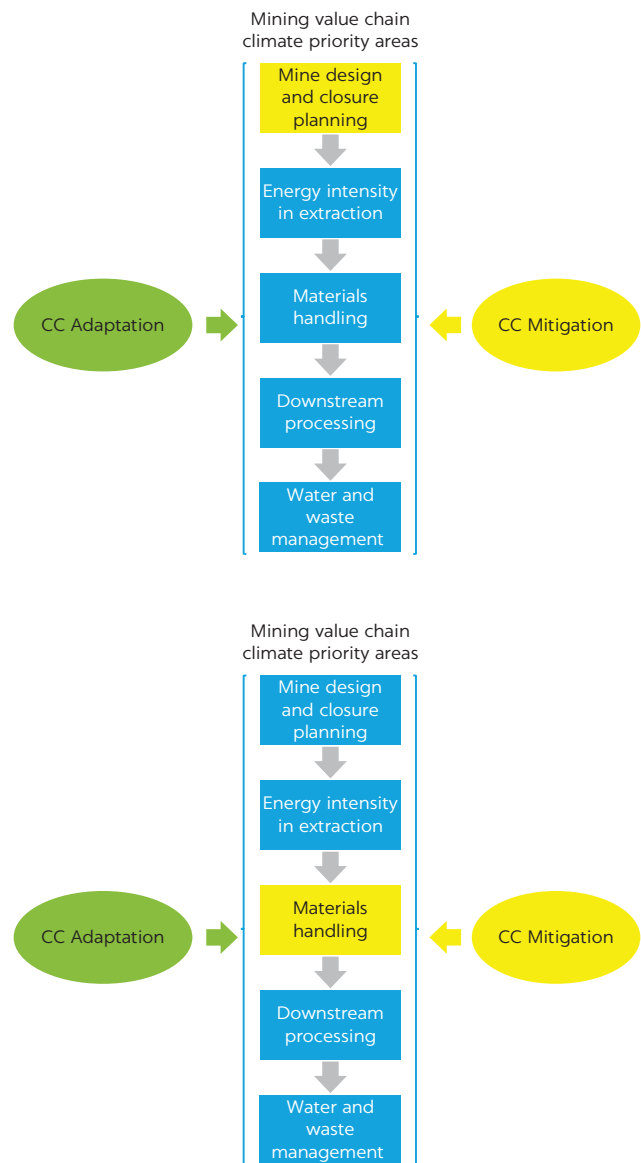 Mining value chain
climate priority areas
Mine design
and closure
planning
Energy intensity
in extraction
CC Adaptation
Materials
handling
CC Mitigation
Downstream
processing
Water and
waste
management
Mining value chain
climate priority areas
Mine design
and closure
planning
Energy intensity
in extraction
CC Adaptation
Materials
handling
CC Mitigation
Downstream
processing
Water and
waste
management